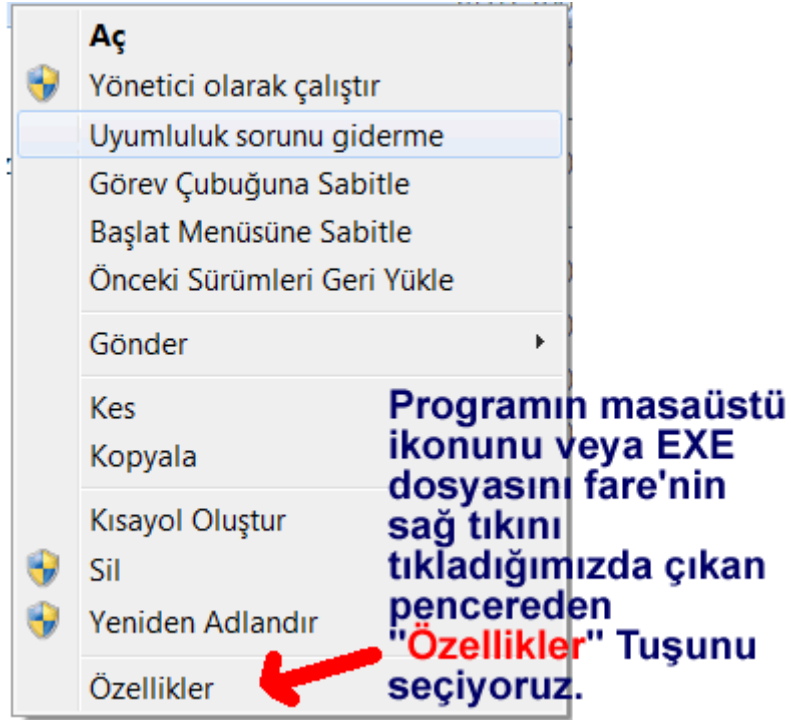 Aç
Yönetici olarak çalıştır
Uyumluluk sorunu giderme
Görev Çubuğuna Sabitle
Başlat Menüsüne Sabitle
Önceki Sürümleri Geri Yükle
Gönder
Kes
Kopyala
Kısayol Oluştur
Sil
Yeniden Adlandır
Özellikler
Programın masaüstü
ikonunu veya EXE
dosyasını fare'nin
sağ tıkını
tıkladığımızda çıkan
pencereden
"Özellikler" Tuşunu
seçiyoruz.